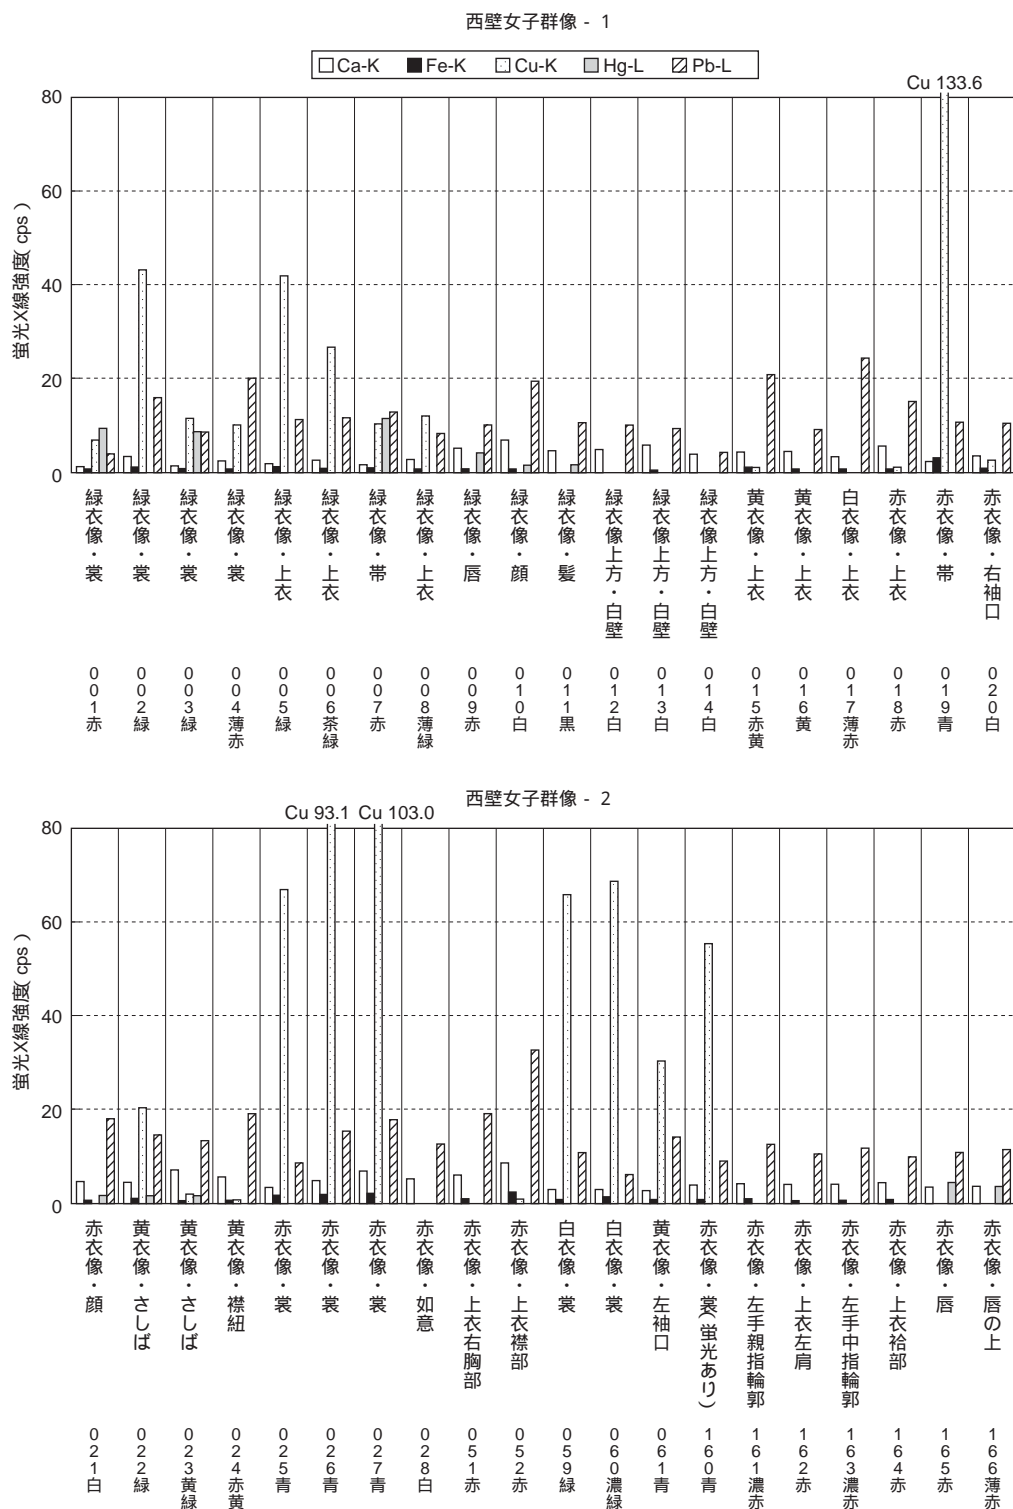 西壁女子群像 - 1
Ca-K Fe-K Cu-K Hg-L Pb-L
Cu 133.6
80
60
40
20
0
蛍光X線強度( cps )
緑衣像・裳
緑衣像・裳
緑衣像・裳
緑衣像・裳
緑衣像・上衣
緑衣像・上衣
緑衣像・帯
緑衣像・上衣
緑衣像・唇
緑衣像・顔
緑衣像・髪
緑衣像上方・白壁
緑衣像上方・白壁
緑衣像上方・白壁
黄衣像・上衣
黄衣像・上衣
白衣像・上衣
赤衣像・上衣
赤衣像・帯
赤衣像・右袖口
001赤
002緑
003緑
004薄赤
005緑
006茶緑
007赤
008薄緑
009赤
010白
011黒
012白
013白
014白
015赤黄
016黄
017薄赤
018赤
019青
020白
西壁女子群像 - 2
Cu 93.1 Cu 103.0
80
60
40
20
0
蛍光X線強度( cps )
赤衣像・顔
黄衣像・さしば
黄衣像・さしば
黄衣像・襟紐
赤衣像・裳
赤衣像・裳
赤衣像・裳
赤衣像・如意
赤衣像・上衣右胸部
赤衣像・上衣襟部
白衣像・裳
白衣像・裳
黄衣像・左袖口
赤衣像・裳(蛍光あり)
赤衣像・左手親指輪郭
赤衣像・上衣左肩
赤衣像・左手中指輪郭
赤衣像・上衣袷部
赤衣像・唇
赤衣像・唇の上
021白
022緑
023黄緑
024赤黄
025青
026青
027青
028白
051赤
052赤
059緑
060濃緑
061青
160青
161濃赤
162赤
163濃赤
164赤
165赤
166薄赤